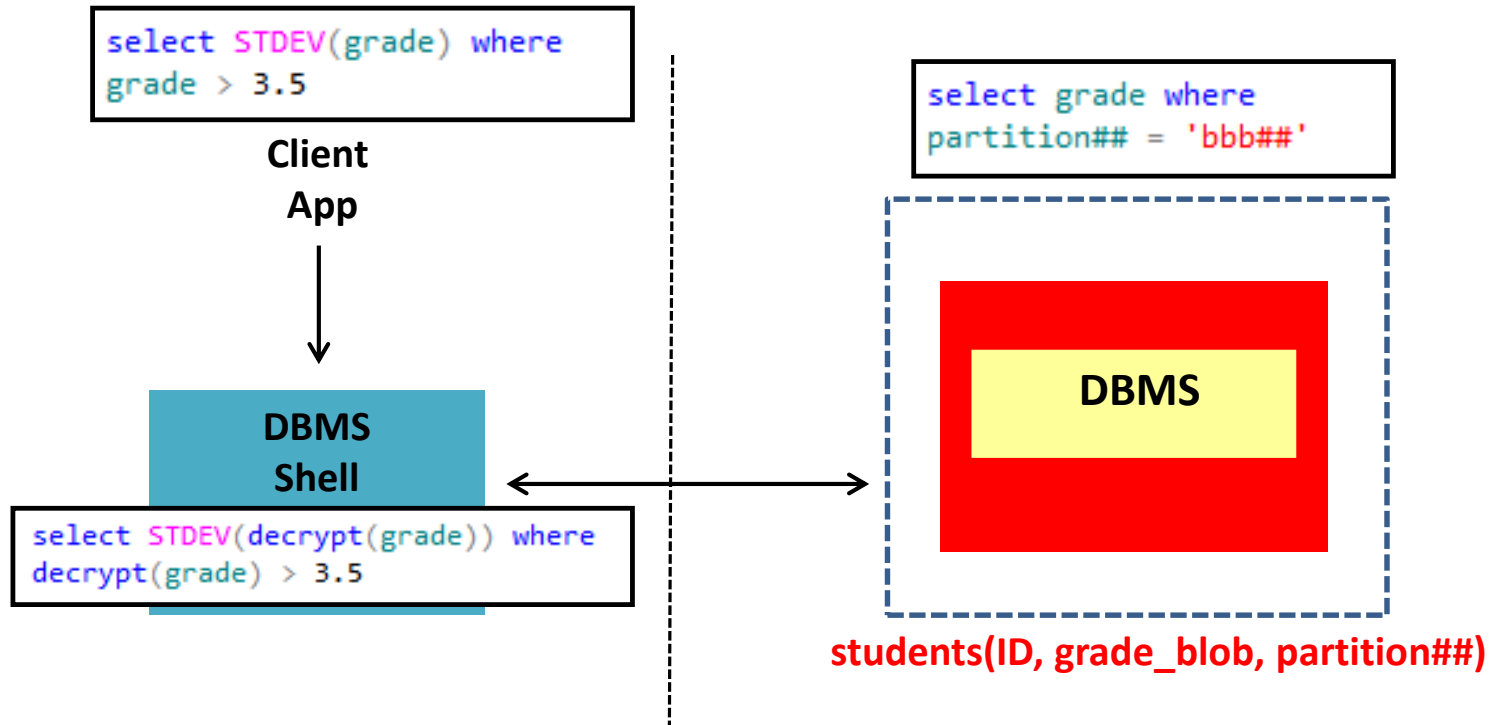 select STDEV(grade) where
grade > 3.5
Client
App
DBMS
Shell
select STDEV(decrypt(grade)) where
decrypt(grade) > 3.5
select grade where
partition## = 'bbb##'
DBMS
students(ID, grade_blob, partition##)